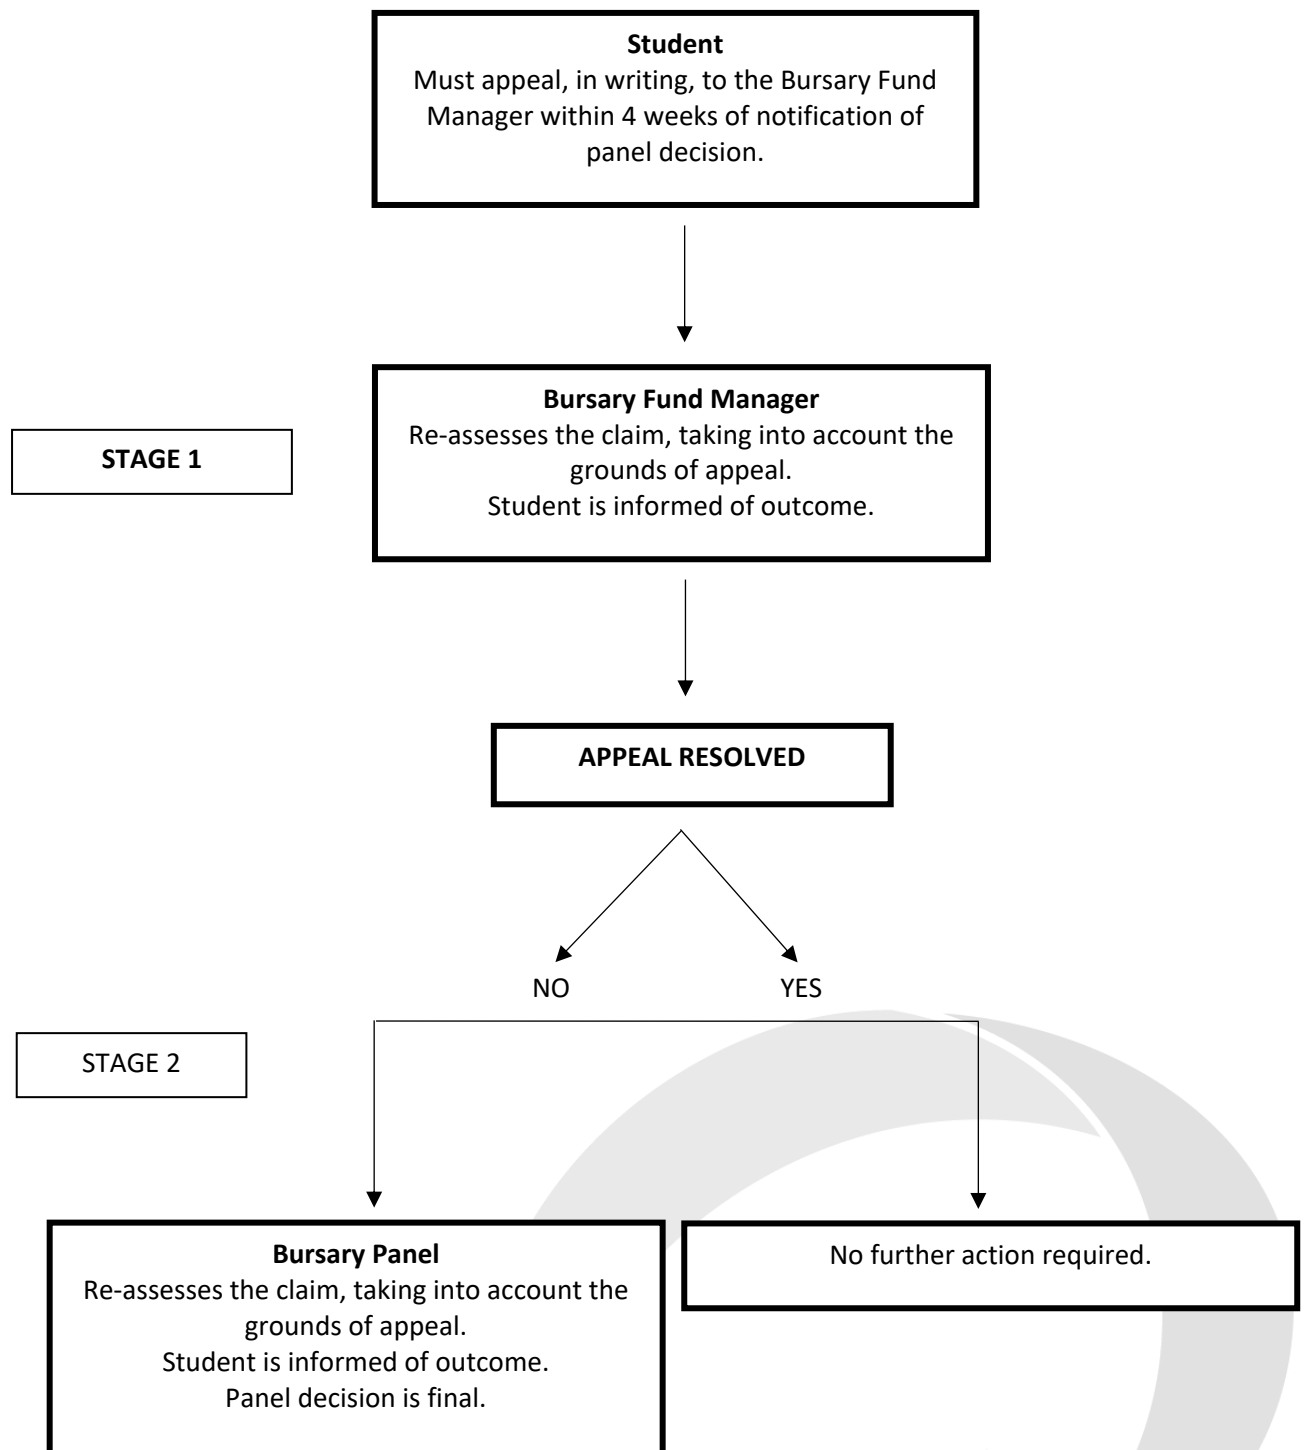 Student
Must appeal, in writing, to the Bursary Fund
Manager within 4 weeks of notification of
panel decision.
Bursary Fund Manager
Re-assesses the claim, taking into account the
grounds of appeal.
Student is informed of outcome.
STAGE 1
APPEAL RESOLVED
NO
YES
STAGE 2
Bursary Panel
Re-assesses the claim, taking into account the
grounds of appeal.
Student is informed of outcome.
Panel decision is final.
No further action required.